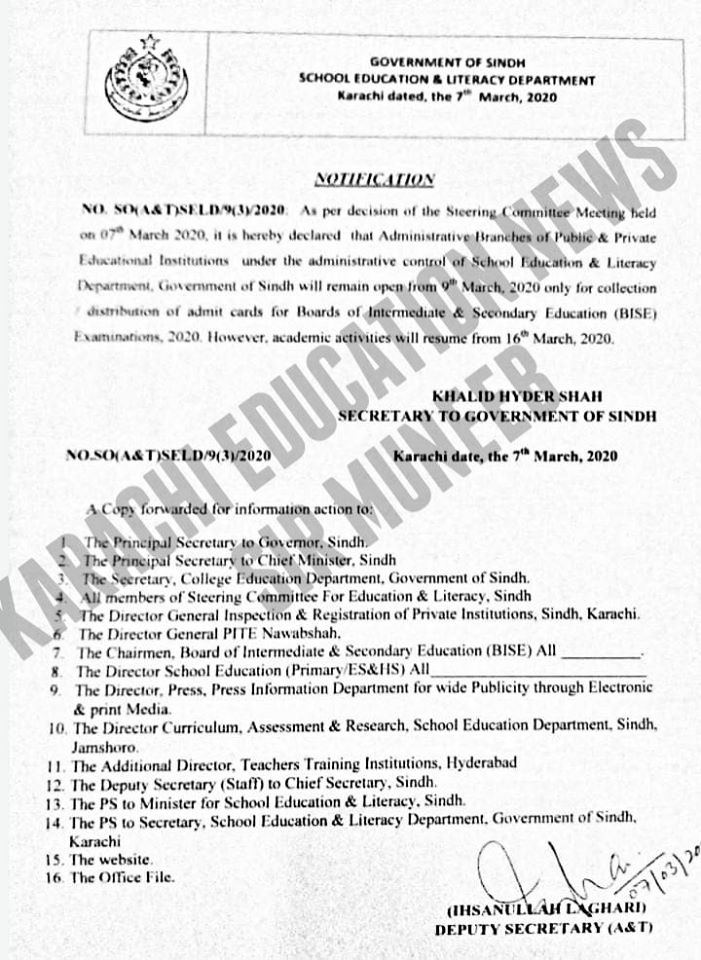 GOVERNMENT OF SINDH
SCHOOL EDUCATION & LITERACY DEPARTMENT
Karachi dated, the 7th March, 2020
NOTIFICATION
NO. SO(A&T)SELD/9(3)/2020: As per decision of the Steering Committee Meeting held
on 07th March 2020, it is hereby declared that Administrative Branches of Public & Private
Educational Institutions under the administrative control of School Education & Literacy
Department, Government of Sindh will remain open from 9th March, 2020 only for collection
/ distribution of admit cards for Boards of Intermediate & Secondary Education (BISE)
Examinations, 2020. However, academic activities will resume from 16th March, 2020.
KHALID HYDER SHAH
SECRETARY TO GOVERNMENT OF SINDH
NO.SO(A&T)SELD/9(3)/2020 Karachi date, the 7th March, 2020
A Copy forwarded for information action to:
1. The Principal Secretary to Governor, Sindh.
2. The Principal Secretary to Chief Minister, Sindh
3. The Secretary, College Education Department, Government of Sindh.
4. All members of Steering Committee For Education & Literacy, Sindh
5. The Director General Inspection & Registration of Private Institutions, Sindh, Karachi.
6. The Director General PITE Nawabshah.
7. The Chairmen, Board of Intermediate & Secondary Education (BISE) All __________.
8. The Director School Education (Primary/ES&HS) All__________________________
9. The Director, Press, Press Information Department for wide Publicity through Electronic
& print Media.
10. The Director Curriculum, Assessment & Research, School Education Department, Sindh,
Jamshoro.
11. The Additional Director, Teachers Training Institutions, Hyderabad
12. The Deputy Secretary (Staff) to Chief Secretary, Sindh.
13. The PS to Minister for School Education & Literacy, Sindh.
14. The PS to Secretary, School Education & Literacy Department, Government of Sindh,
Karachi
15. The website.
16. The Office File.
07/03/20
(IHSANULLAH LAGHARI)
DEPUTY SECRETARY (A&T)
KARACHI EDUCATION NEWS
SIR MUNEEB